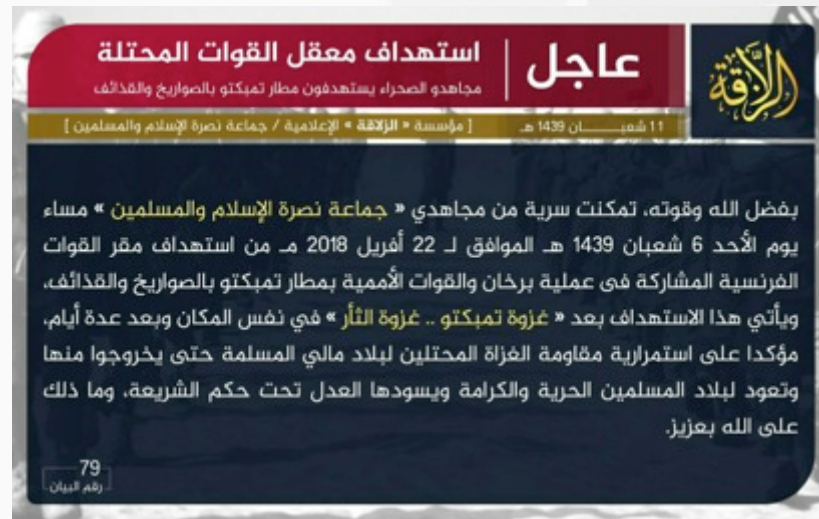 عاجل
استهداف معقل القوات المحتلة
مجاهدو الصحراء يستهدفون مطار تمبكتو بالصواريخ والقذائف
الزلاقة
11 شعبـــــــان 1439 هـ
[ مؤسسة « الزلاقة » الإعلامية / جماعة نصرة الإسلام والمسلمين ]
بفضل الله وقوته، تمكنت سرية من مجاهدي « جماعة نصرة الإسلام والمسلمين » مساء
يوم الأحد 6 شعبان 1439 هـ الموافق لـ 22 أفريل 2018 مـ من استهداف مقر القوات
الفرنسية المشاركة في عملية برخان والقوات الأممية بمطار تمبكتو بالصواريخ والقذائف،
ويأتي هذا الاستهداف بعد « غزوة تمبكتو .. غزوة الثأر » في نفس المكان وبعد عدة أيام،
مؤكدا على استمرارية مقاومة الغزاة المحتلين لبلاد مالي المسلمة حتى يخروجوا منها
وتعود لبلاد المسلمين الحرية والكرامة ويسودها العدل تحت حكم الشريعة، وما ذلك
على الله بعزيز.
79
رقم البيان